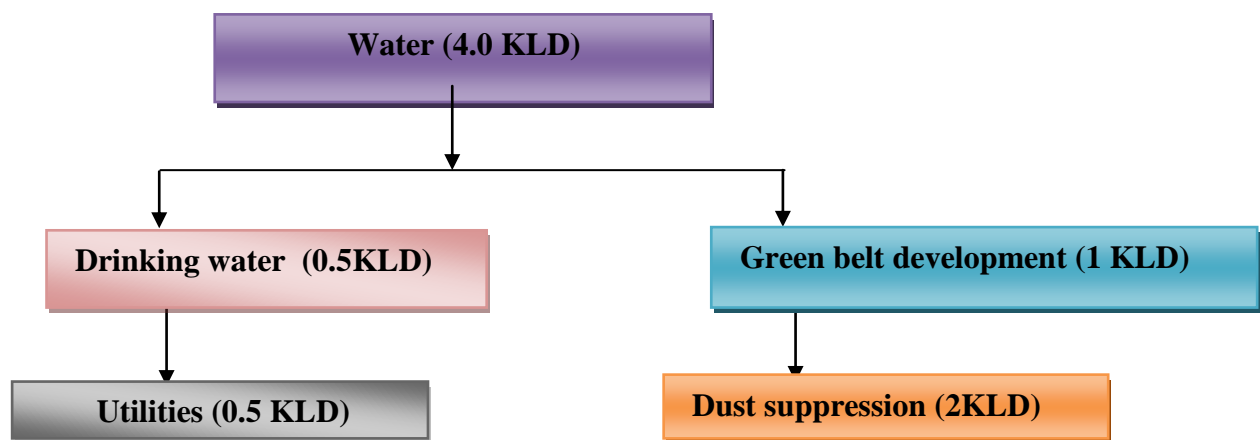 Water (4.0 KLD)
Drinking water  (0.5KLD)
Green belt development (1 KLD)
Utilities (0.5 KLD)
Dust suppression (2KLD)